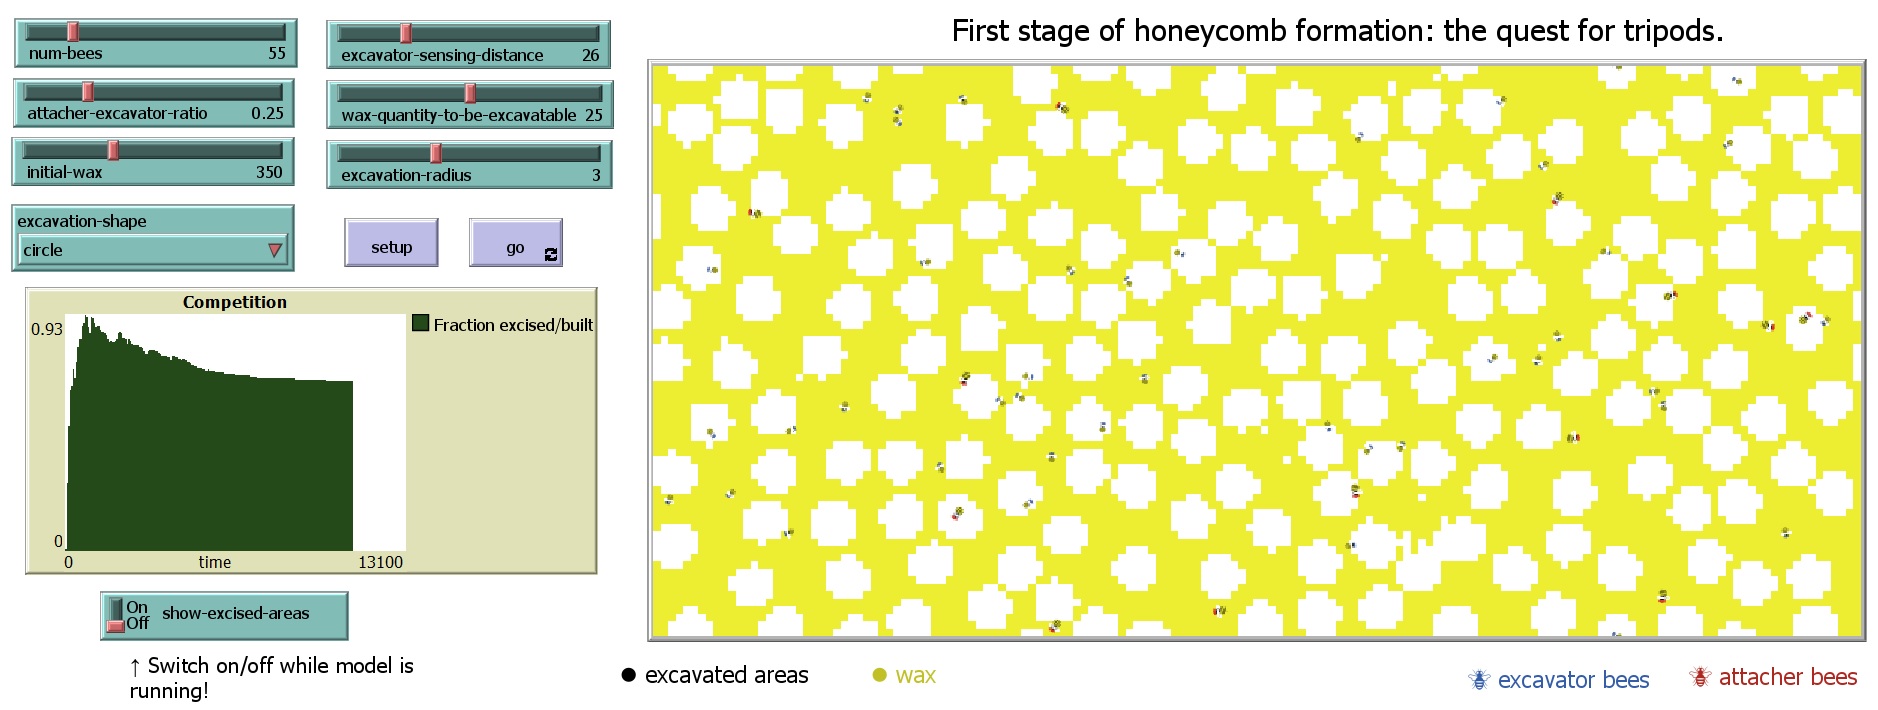 num-bees 55
excavator-sensing-distance 26
First stage of honeycomb formation: the quest for tripods.
attacher-excavator-ratio 0.25
wax-quantity-to-be-excavatable 25
initial-wax 350
excavation-radius 3
excavation-shape
circle
setup
go
Competition
0.93
Fraction excised/built
0
0 time 13100
On
Off
show-excised-areas
↑ Switch on/off while model is
running!
● excavated areas
● wax
excavator bees
attacher bees